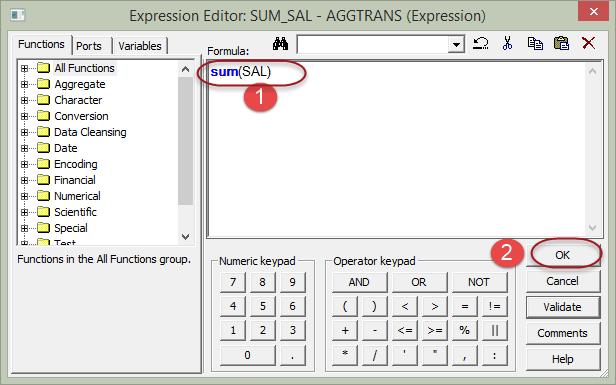 Expression Editor: SUM_SAL - AGGTRANS (Expression)
Functions Ports Variables
All Functions
Aggregate
Character
Conversion
Data Cleansing
Date
Encoding
Financial
Numerical
Scientific
Special
Test
Functions in the All Functions group.
Formula:
sum(SAL)
1
2
Numeric keypad
7 8 9
4 5 6
1 2 3
0 .
Operator keypad
AND OR NOT
( ) < > = !=
+ - <= >= % ||
* / ' " , :
OK
Cancel
Validate
Comments
Help